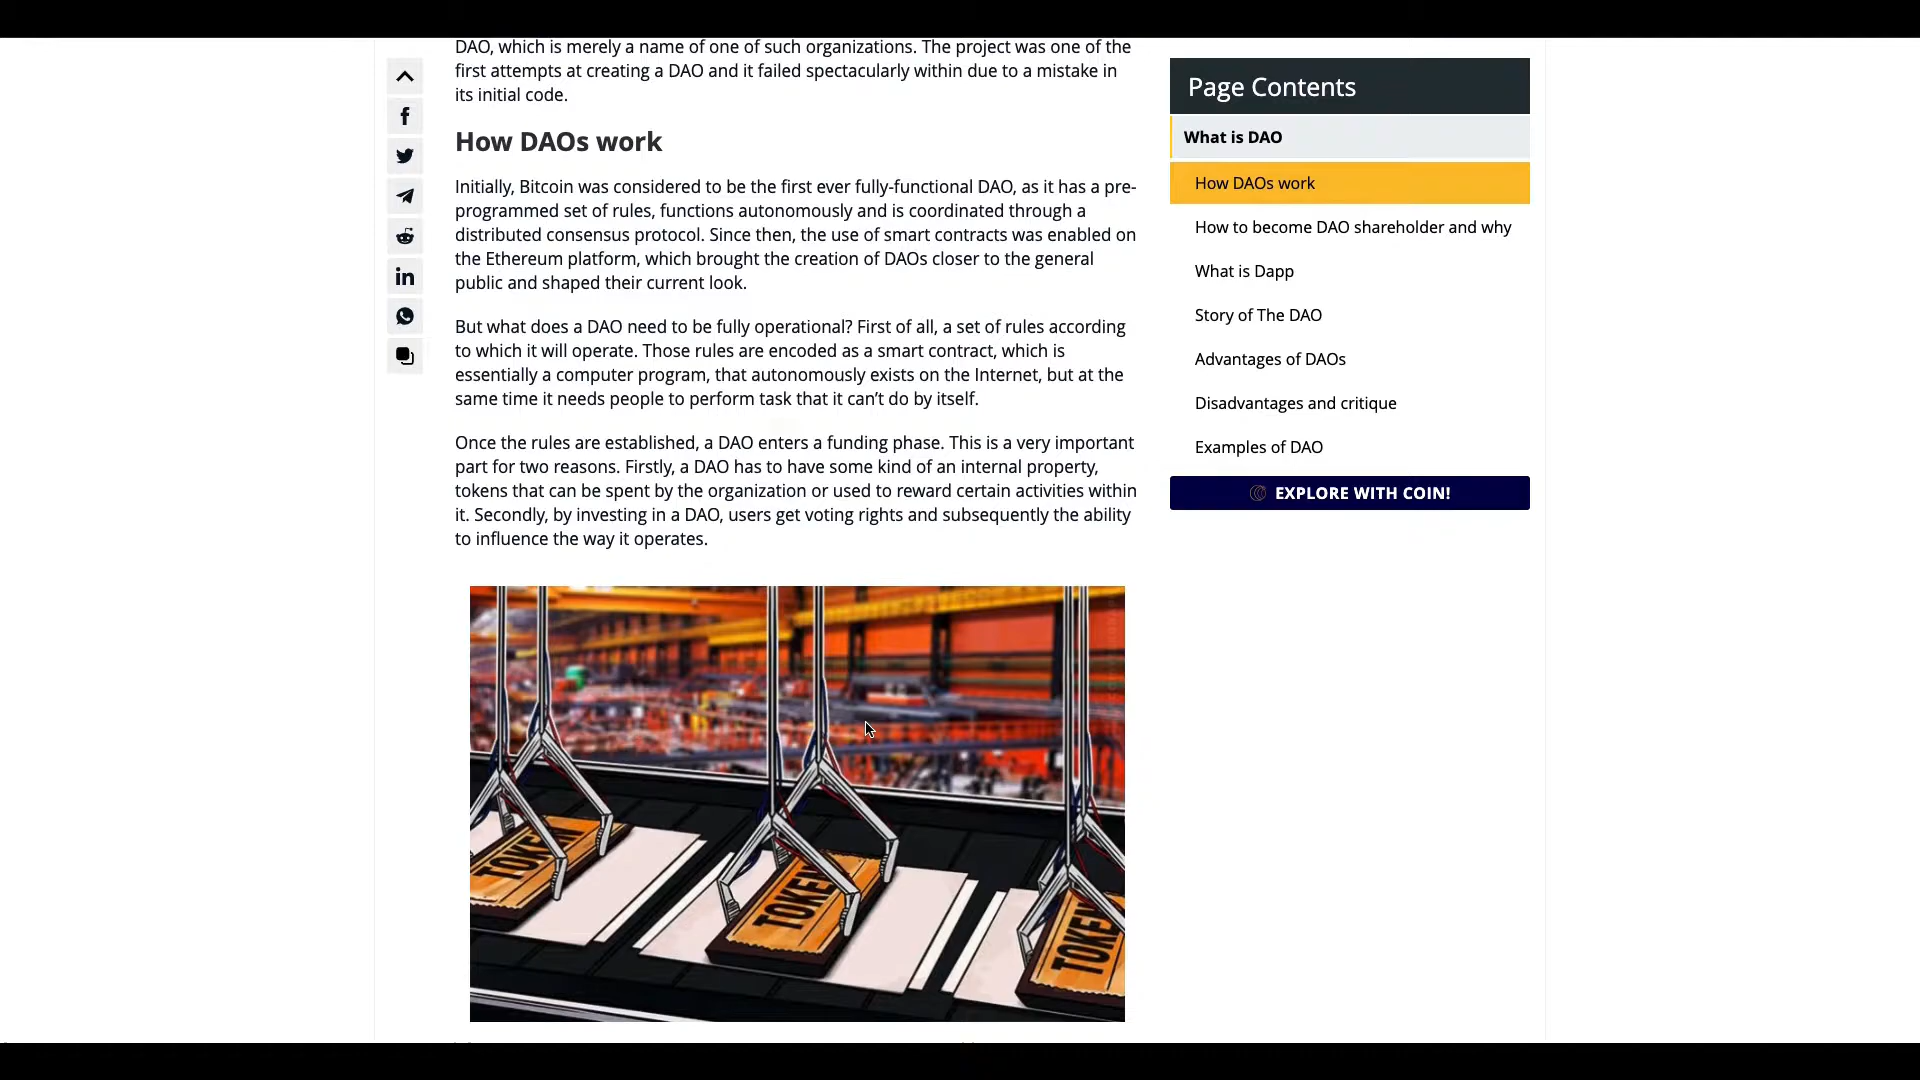 DAO, which is merely a name of one of such organizations. The project was one of the
first attempts at creating a DAO and it failed spectacularly within due to a mistake in
its initial code.
How DAOs work
Initially, Bitcoin was considered to be the first ever fully-functional DAO, as it has a pre-
programmed set of rules, functions autonomously and is coordinated through a
distributed consensus protocol. Since then, the use of smart contracts was enabled on
the Ethereum platform, which brought the creation of DAOs closer to the general
public and shaped their current look.
But what does a DAO need to be fully operational? First of all, a set of rules according
to which it will operate. Those rules are encoded as a smart contract, which is
essentially a computer program, that autonomously exists on the Internet, but at the
same time it needs people to perform task that it can’t do by itself.
Once the rules are established, a DAO enters a funding phase. This is a very important
part for two reasons. Firstly, a DAO has to have some kind of an internal property,
tokens that can be spent by the organization or used to reward certain activities within
it. Secondly, by investing in a DAO, users get voting rights and subsequently the ability
to influence the way it operates.
TOKEN
TOKEN
TOKEN
Page Contents
What is DAO
How DAOs work
How to become DAO shareholder and why
What is Dapp
Story of The DAO
Advantages of DAOs
Disadvantages and critique
Examples of DAO
EXPLORE WITH COIN!